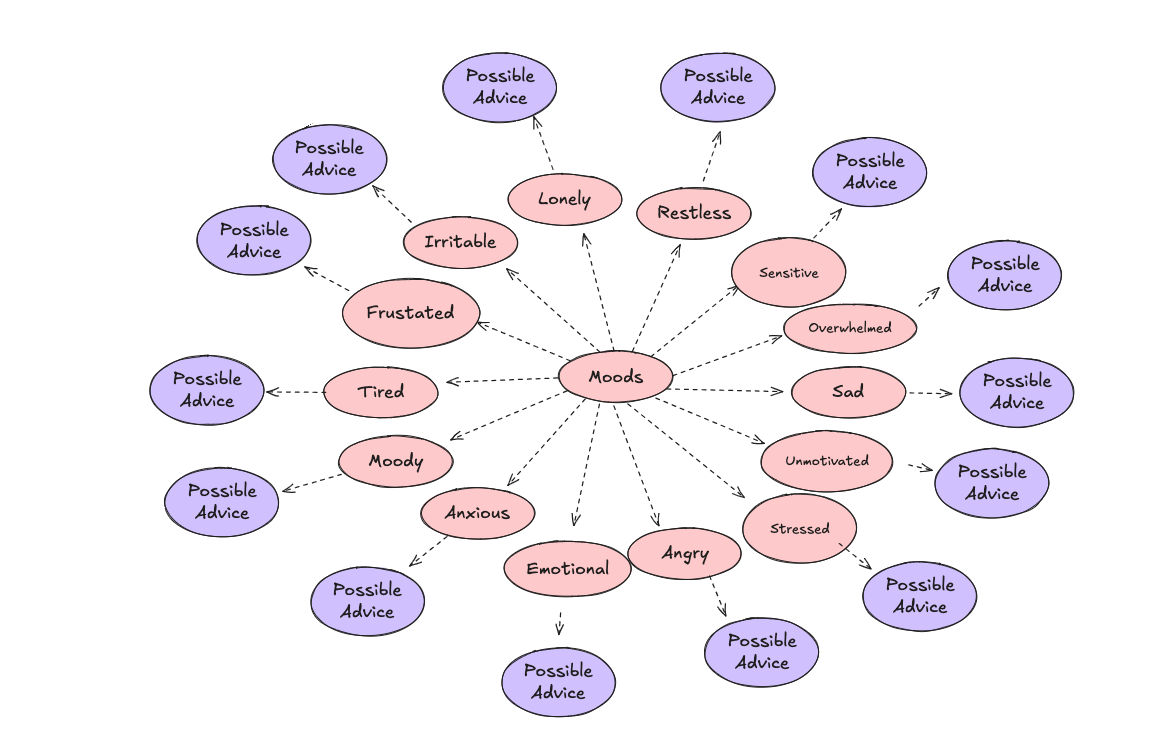 Possible
Advice
Possible
Advice
Possible
Advice
Possible
Advice
Lonely
Restless
Possible
Advice
Irritable
Sensitive
Possible
Advice
Frustated
Overwhelmed
Moods
Possible
Advice
Tired
Sad
Possible
Advice
Moody
Unmotivated
Possible
Advice
Possible
Advice
Anxious
Stressed
Emotional
Angry
Possible
Advice
Possible
Advice
Possible
Advice
Possible
Advice